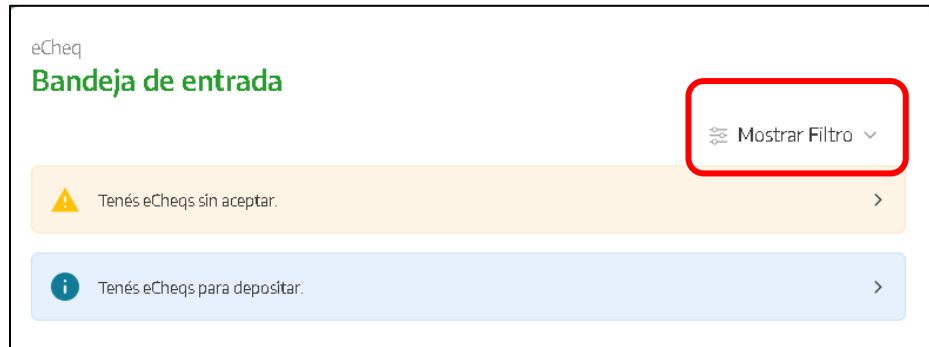 eCheq
Bandeja de entrada
Mostrar Filtro
Tenés eCheqs sin aceptar.
Tenés eCheqs para depositar.